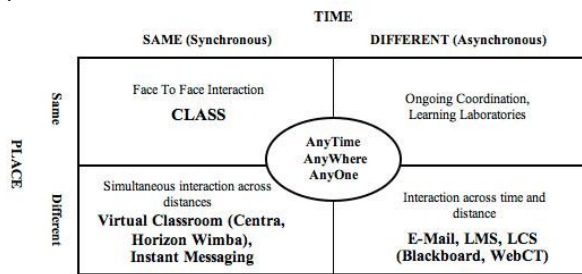 TIME
SAME (Synchronous)
DIFFERENT (Asynchronous)
PLACE
Same
Face To Face Interaction
CLASS
Ongoing Coordination,
Learning Laboratories
AnyTime
AnyWhere
AnyOne
Different
Simultaneous interaction across
distances
Virtual Classroom (Centra,
Horizon Wimba),
Instant Messaging
Interaction across time and
distance
E-Mail, LMS, LCS
(Blackboard, WebCT)